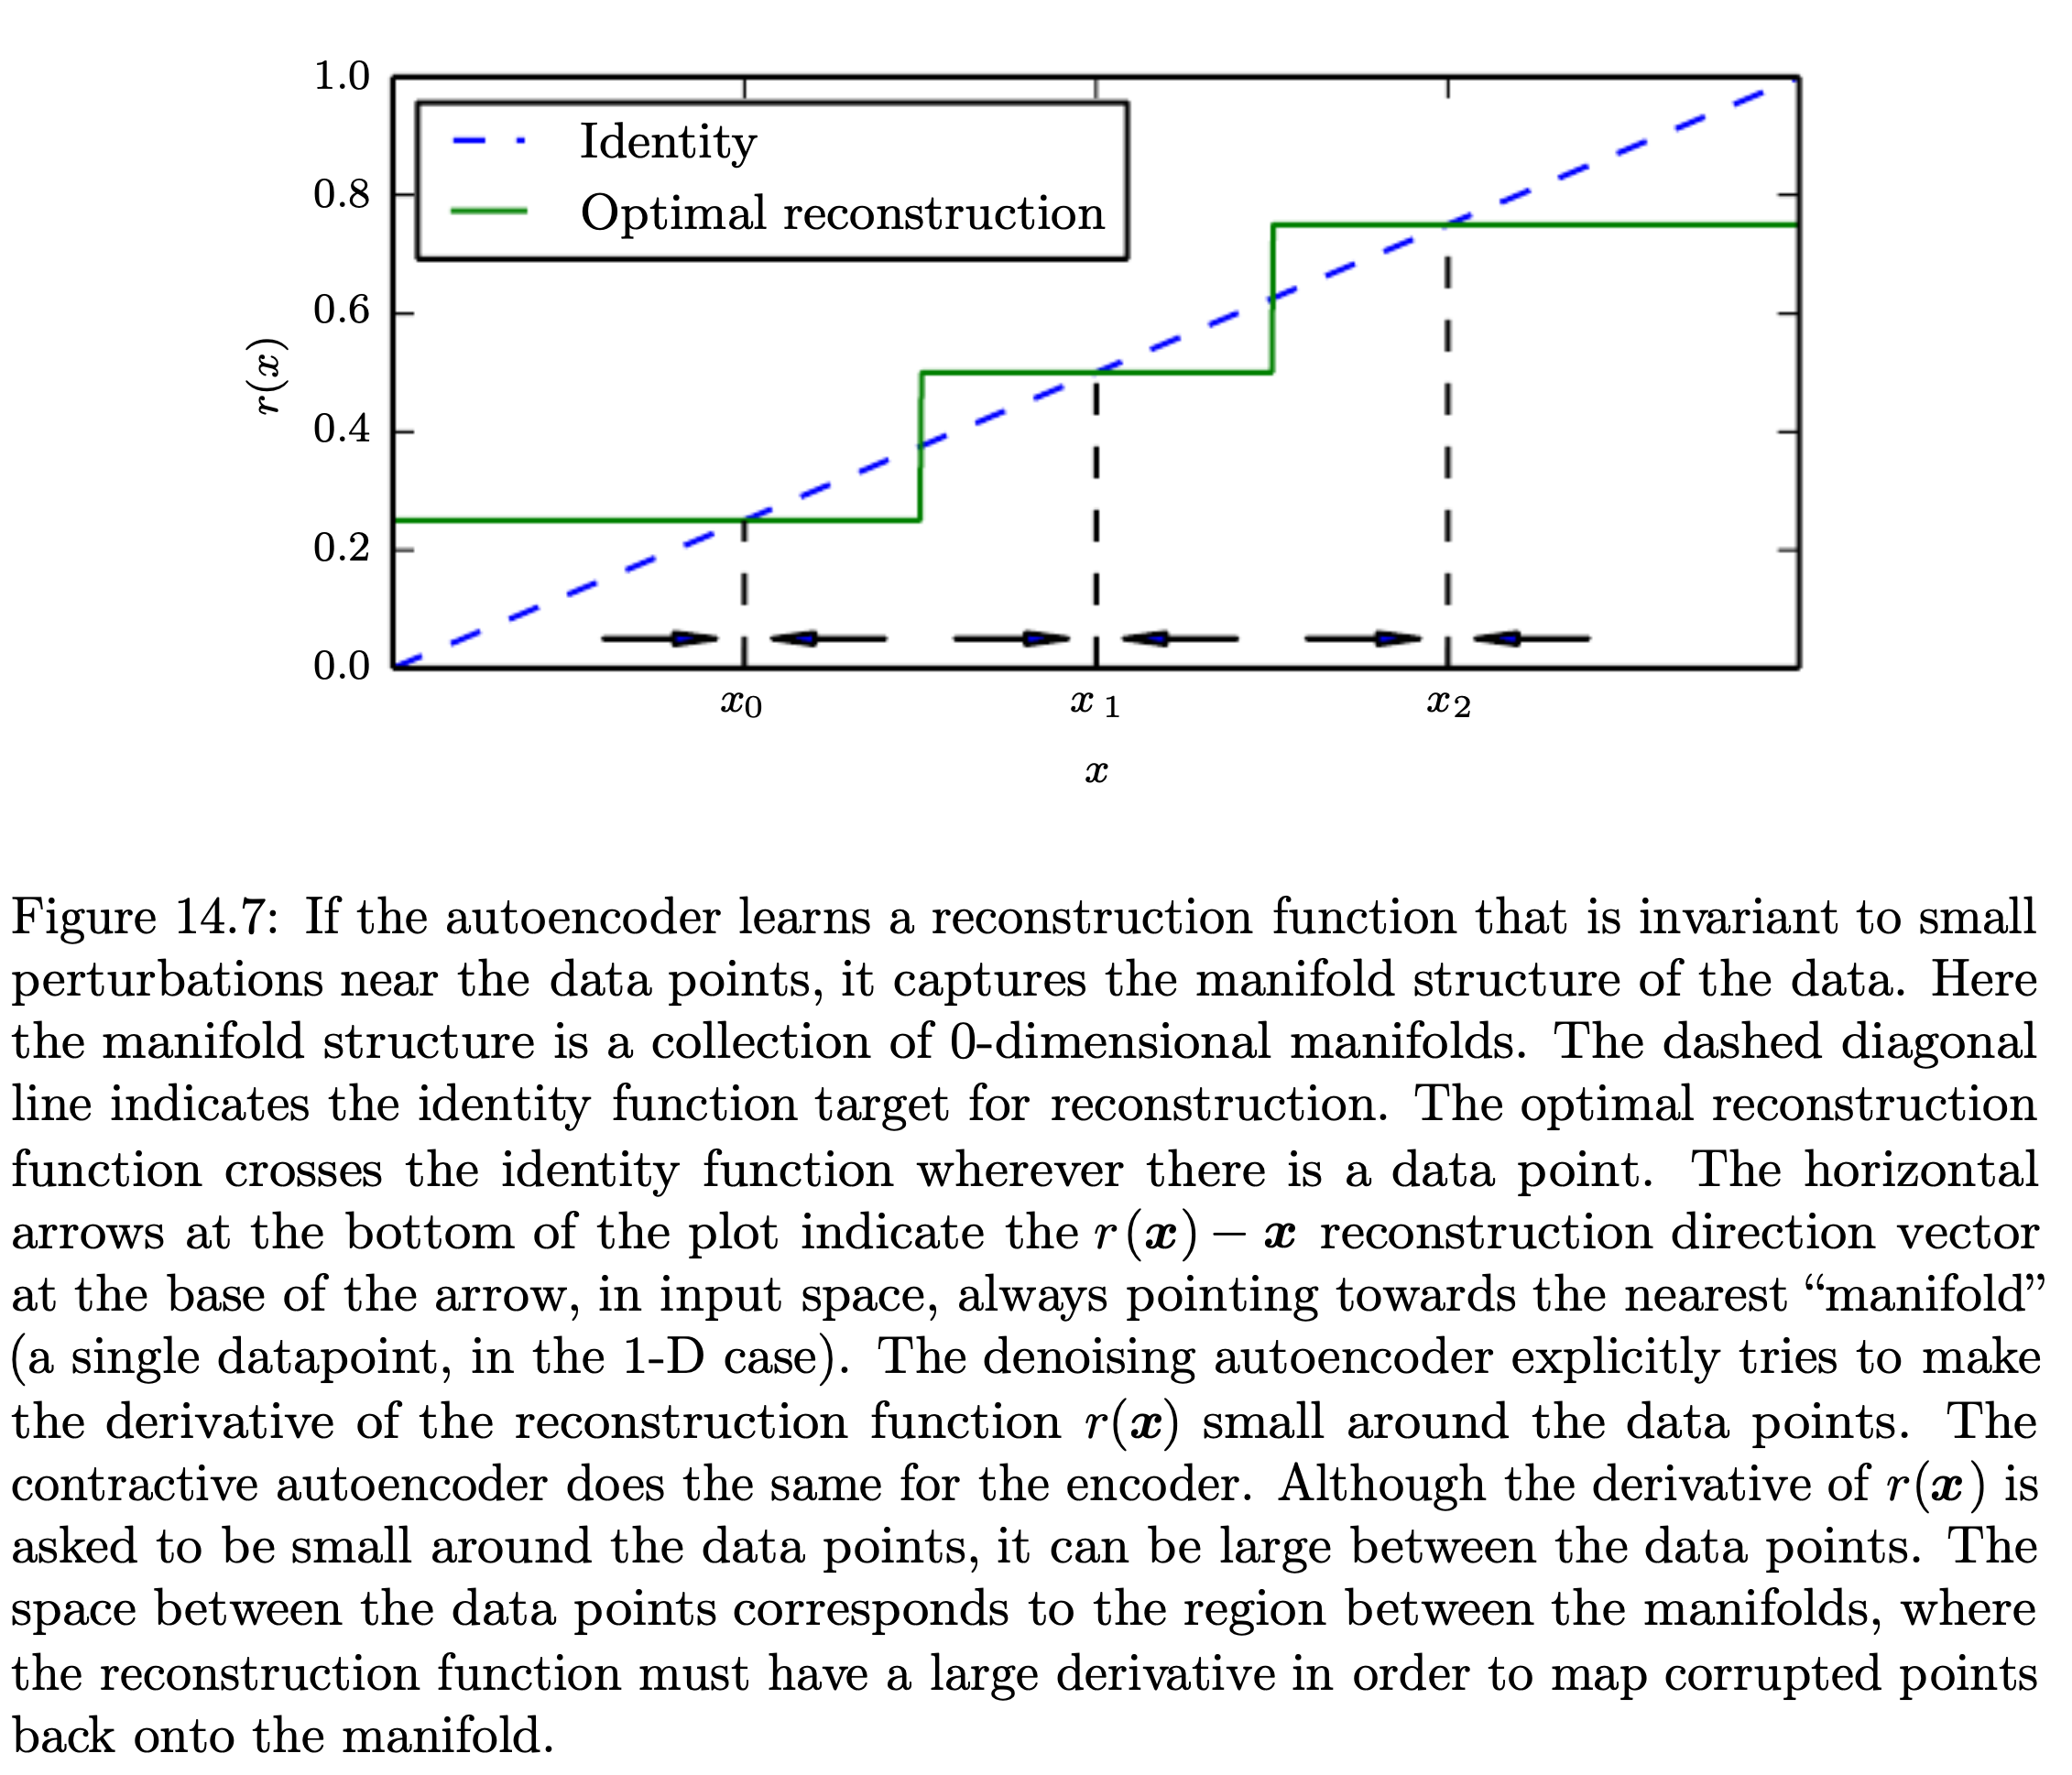 1.0
Identity
0.8
Optimal reconstruction
0.6
r(x)
0.4
0.2
0.0
x₀ x₁ x₂
x
Figure 14.7: If the autoencoder learns a reconstruction function that is invariant to small
perturbations near the data points, it captures the manifold structure of the data. Here
the manifold structure is a collection of 0-dimensional manifolds. The dashed diagonal
line indicates the identity function target for reconstruction. The optimal reconstruction
function crosses the identity function wherever there is a data point. The horizontal
arrows at the bottom of the plot indicate the r(x) − x reconstruction direction vector
at the base of the arrow, in input space, always pointing towards the nearest “manifold”
(a single datapoint, in the 1-D case). The denoising autoencoder explicitly tries to make
the derivative of the reconstruction function r(x) small around the data points. The
contractive autoencoder does the same for the encoder. Although the derivative of r(x) is
asked to be small around the data points, it can be large between the data points. The
space between the data points corresponds to the region between the manifolds, where
the reconstruction function must have a large derivative in order to map corrupted points
back onto the manifold.